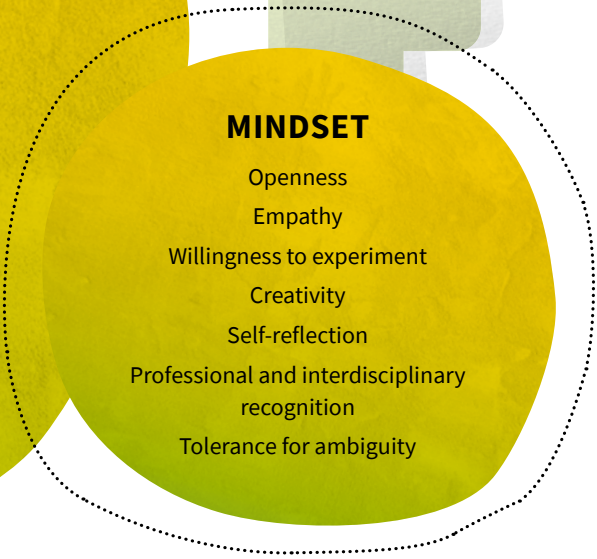 MINDSET
Openness
Empathy
Willingness to experiment
Creativity
Self-reflection
Professional and interdisciplinary
recognition
Tolerance for ambiguity